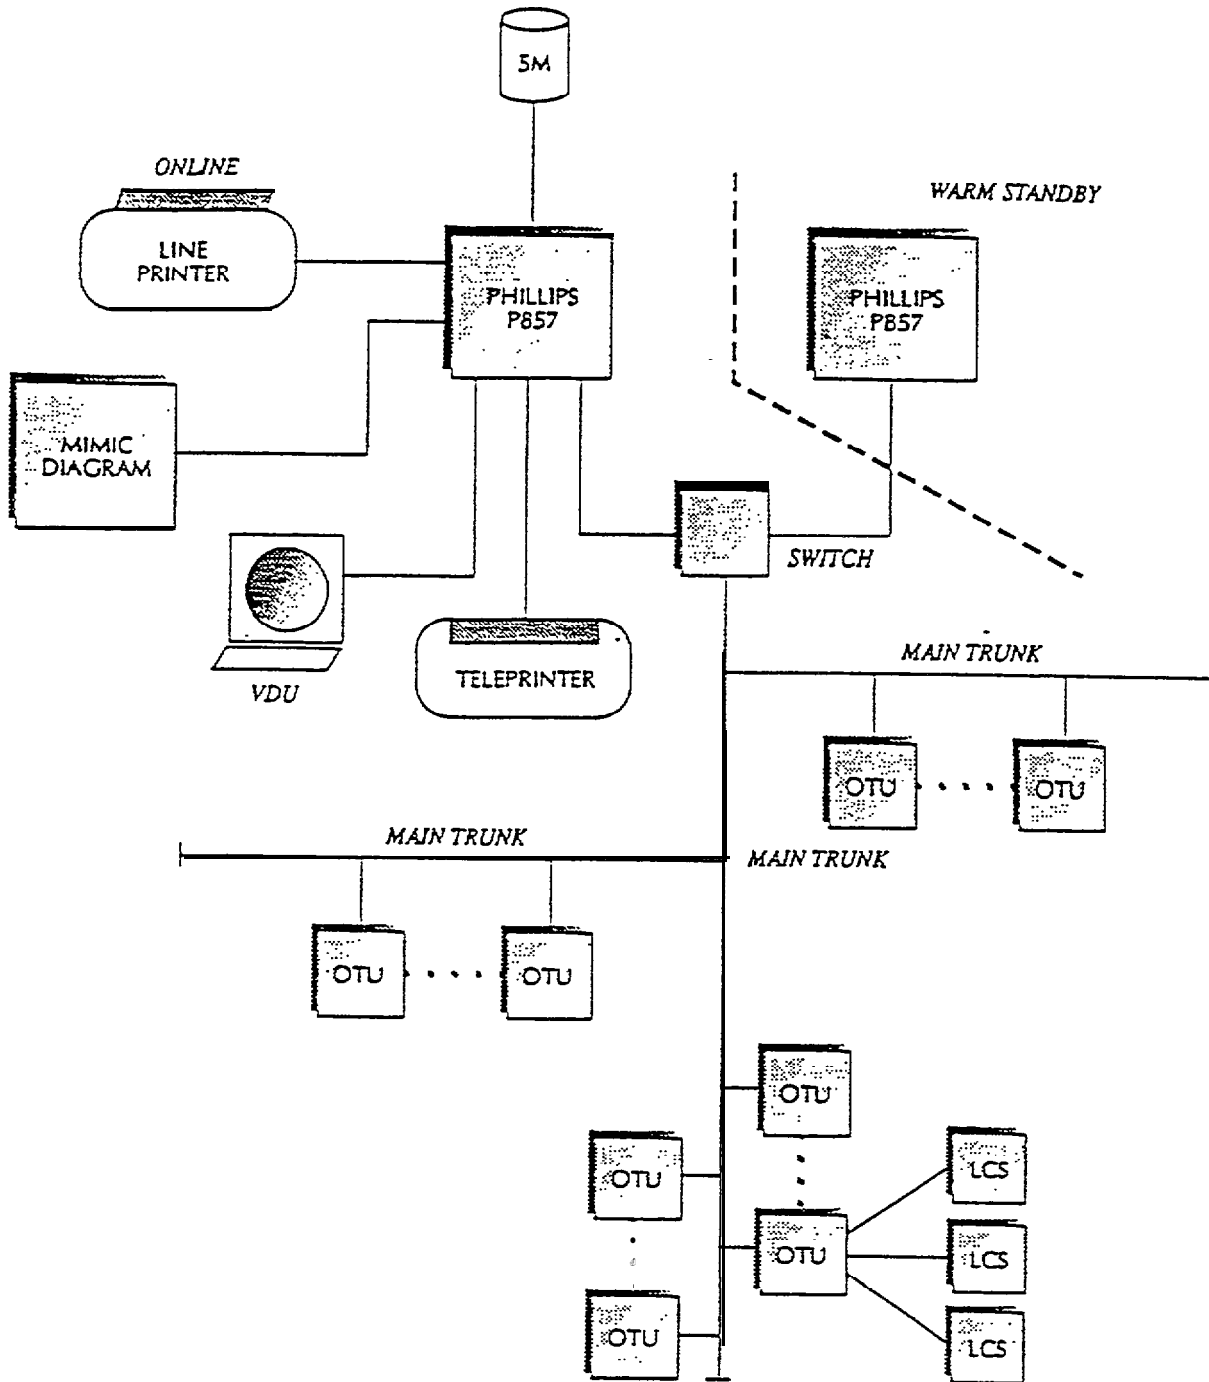 5M
ONLINE
WARM STANDBY
LINE
PRINTER
PHILLIPS
P857
PHILLIPS
P857
MIMIC
DIAGRAM
SWITCH
VDU
TELEPRINTER
MAIN TRUNK
OTU
OTU
MAIN TRUNK
MAIN TRUNK
OTU
OTU
OTU
OTU
LCS
OTU
LCS
OTU
LCS